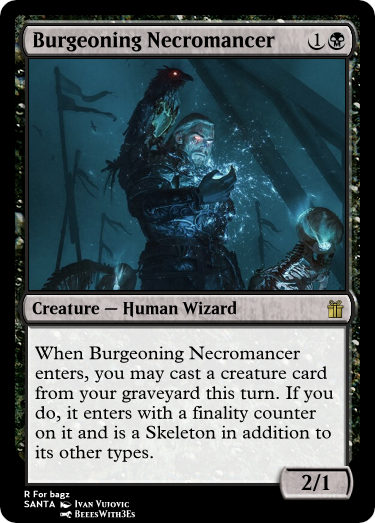 Burgeoning Necromancer 1
Creature — Human Wizard
When Burgeoning Necromancer
enters, you may cast a creature card
from your graveyard this turn. If you
do, it enters with a finality counter
on it and is a Skeleton in addition to
its other types.
2/1
R For bagz
SANTA Ivan Vujovic
BeeesWith3Es